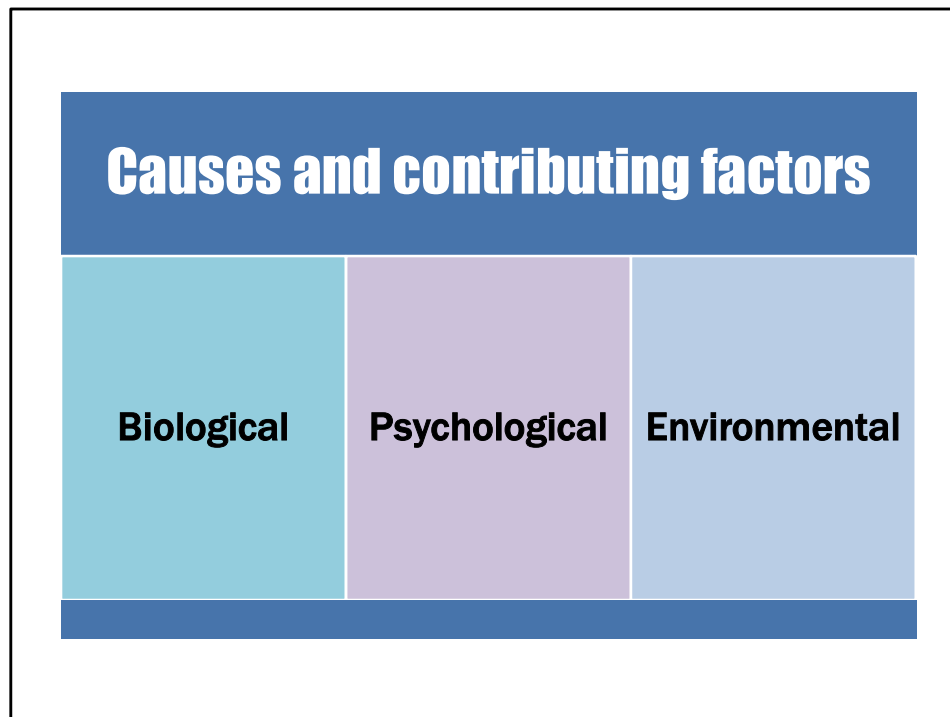 Causes and contributing factors
Biological
Psychological
Environmental